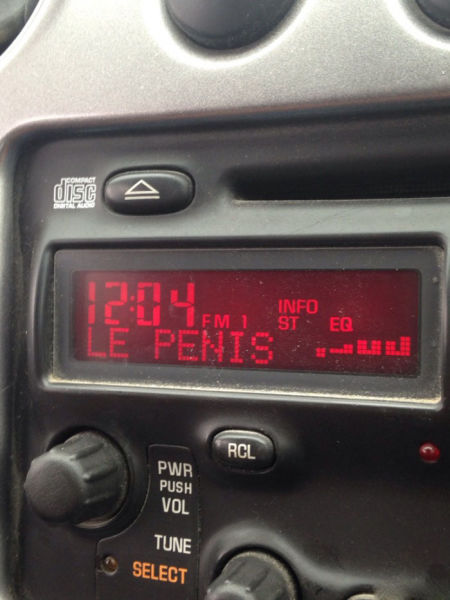 COMPACT
disc
DIGITAL AUDIO
12:04 FM 1 INFO
ST EQ
LE PENIS
RCL
PWR
PUSH
VOL
TUNE
SELECT